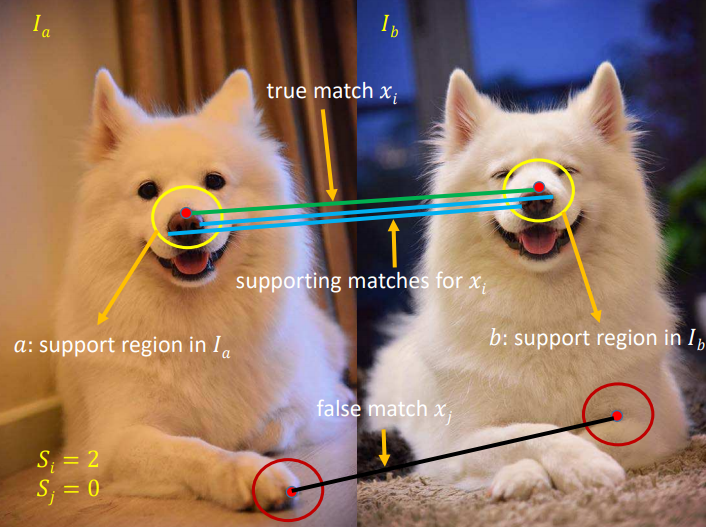 I_a
I_b
true match x_i
supporting matches for x_i
a: support region in I_a
b: support region in I_b
false match x_j
S_i = 2
S_j = 0